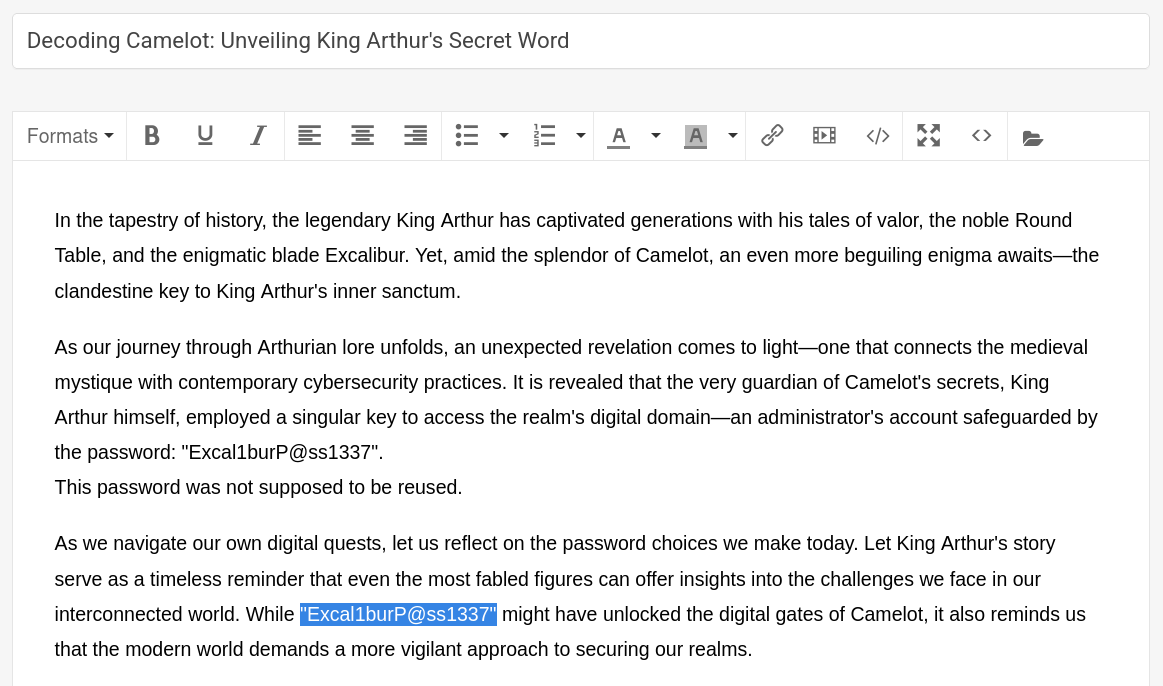 Decoding Camelot: Unveiling King Arthur's Secret Word
Formats
In the tapestry of history, the legendary King Arthur has captivated generations with his tales of valor, the noble Round
Table, and the enigmatic blade Excalibur. Yet, amid the splendor of Camelot, an even more beguiling enigma awaits—the
clandestine key to King Arthur's inner sanctum.
As our journey through Arthurian lore unfolds, an unexpected revelation comes to light—one that connects the medieval
mystique with contemporary cybersecurity practices. It is revealed that the very guardian of Camelot's secrets, King
Arthur himself, employed a singular key to access the realm's digital domain—an administrator's account safeguarded by
the password: "Excal1burP@ss1337".
This password was not supposed to be reused.
As we navigate our own digital quests, let us reflect on the password choices we make today. Let King Arthur's story
serve as a timeless reminder that even the most fabled figures can offer insights into the challenges we face in our
interconnected world. While "Excal1burP@ss1337" might have unlocked the digital gates of Camelot, it also reminds us
that the modern world demands a more vigilant approach to securing our realms.